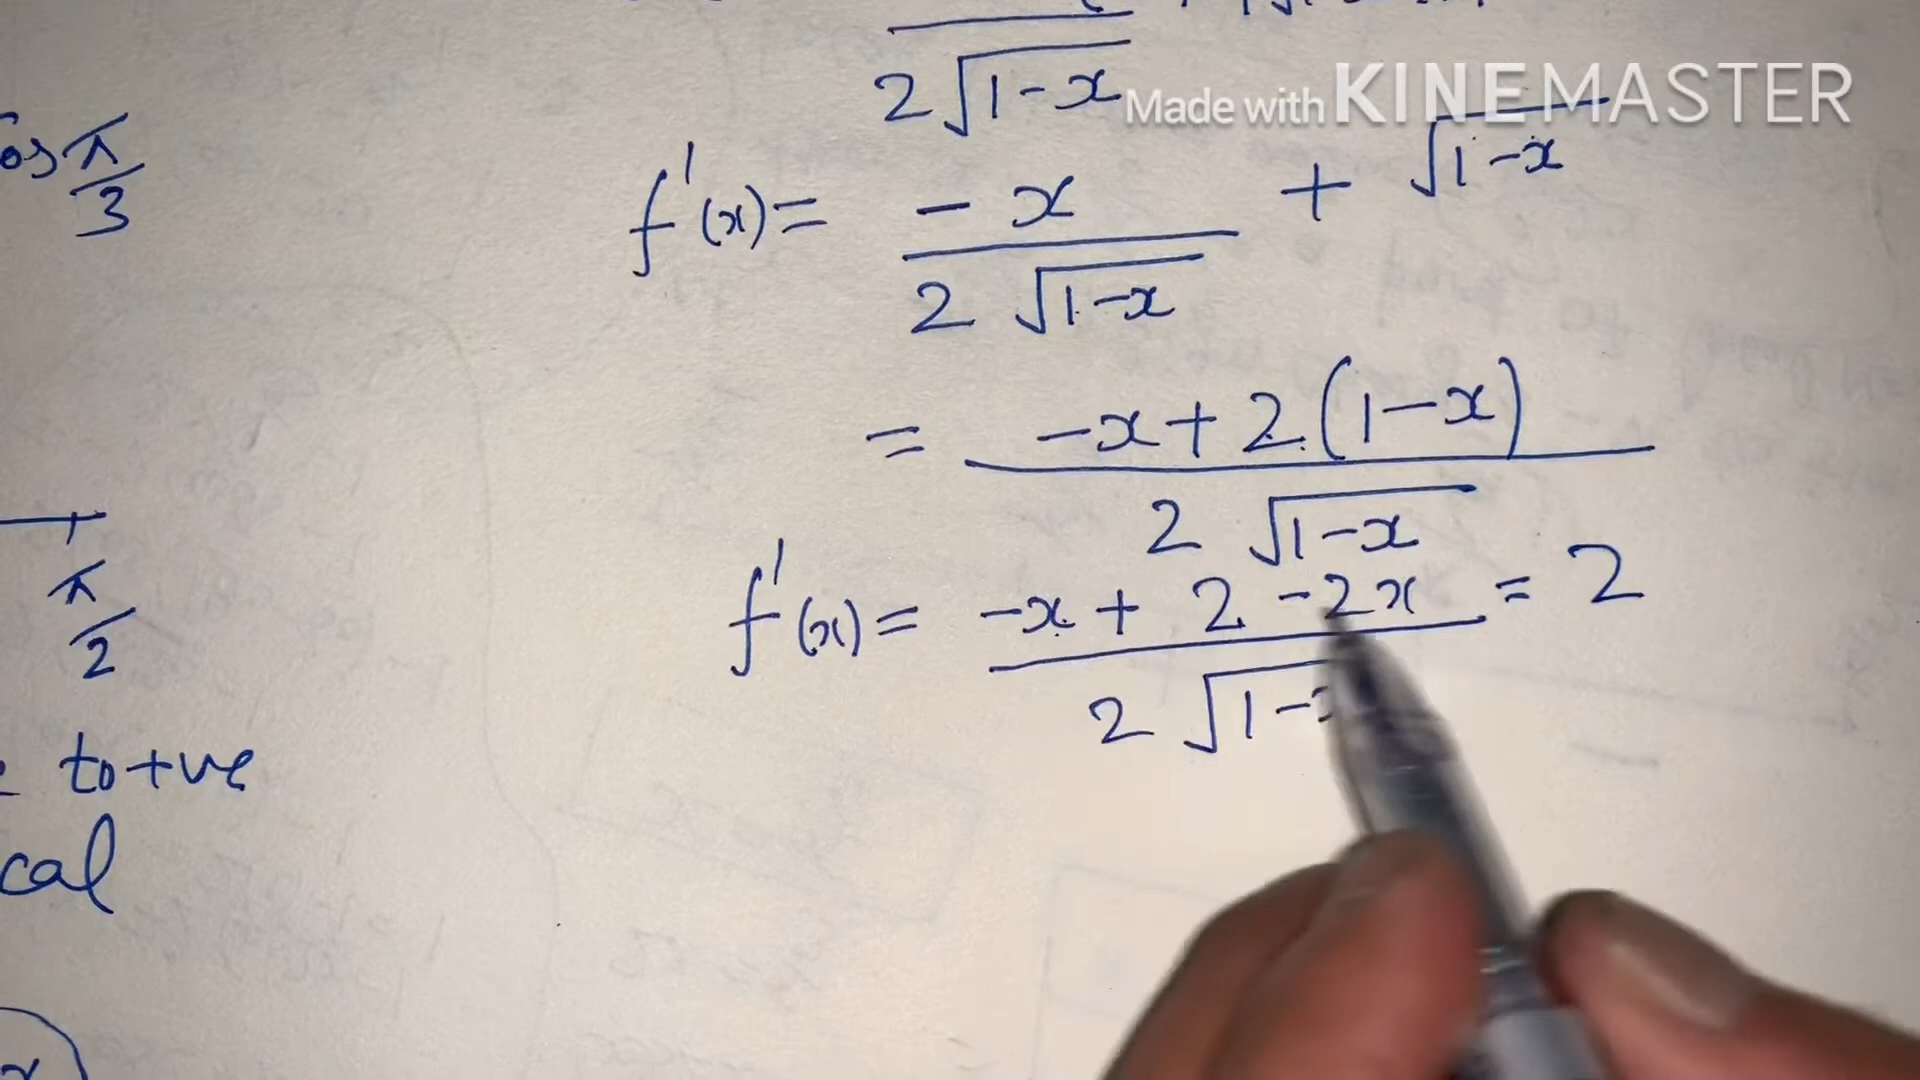 2√1-x
Made with KINEMASTER
cos π/3
f'(x) = -x / 2√1-x + √1-x
= -x + 2(1-x) / 2√1-x
π/2
f'(x) = -x + 2 - 2x / 2√1-x = 2
to +ve
cal